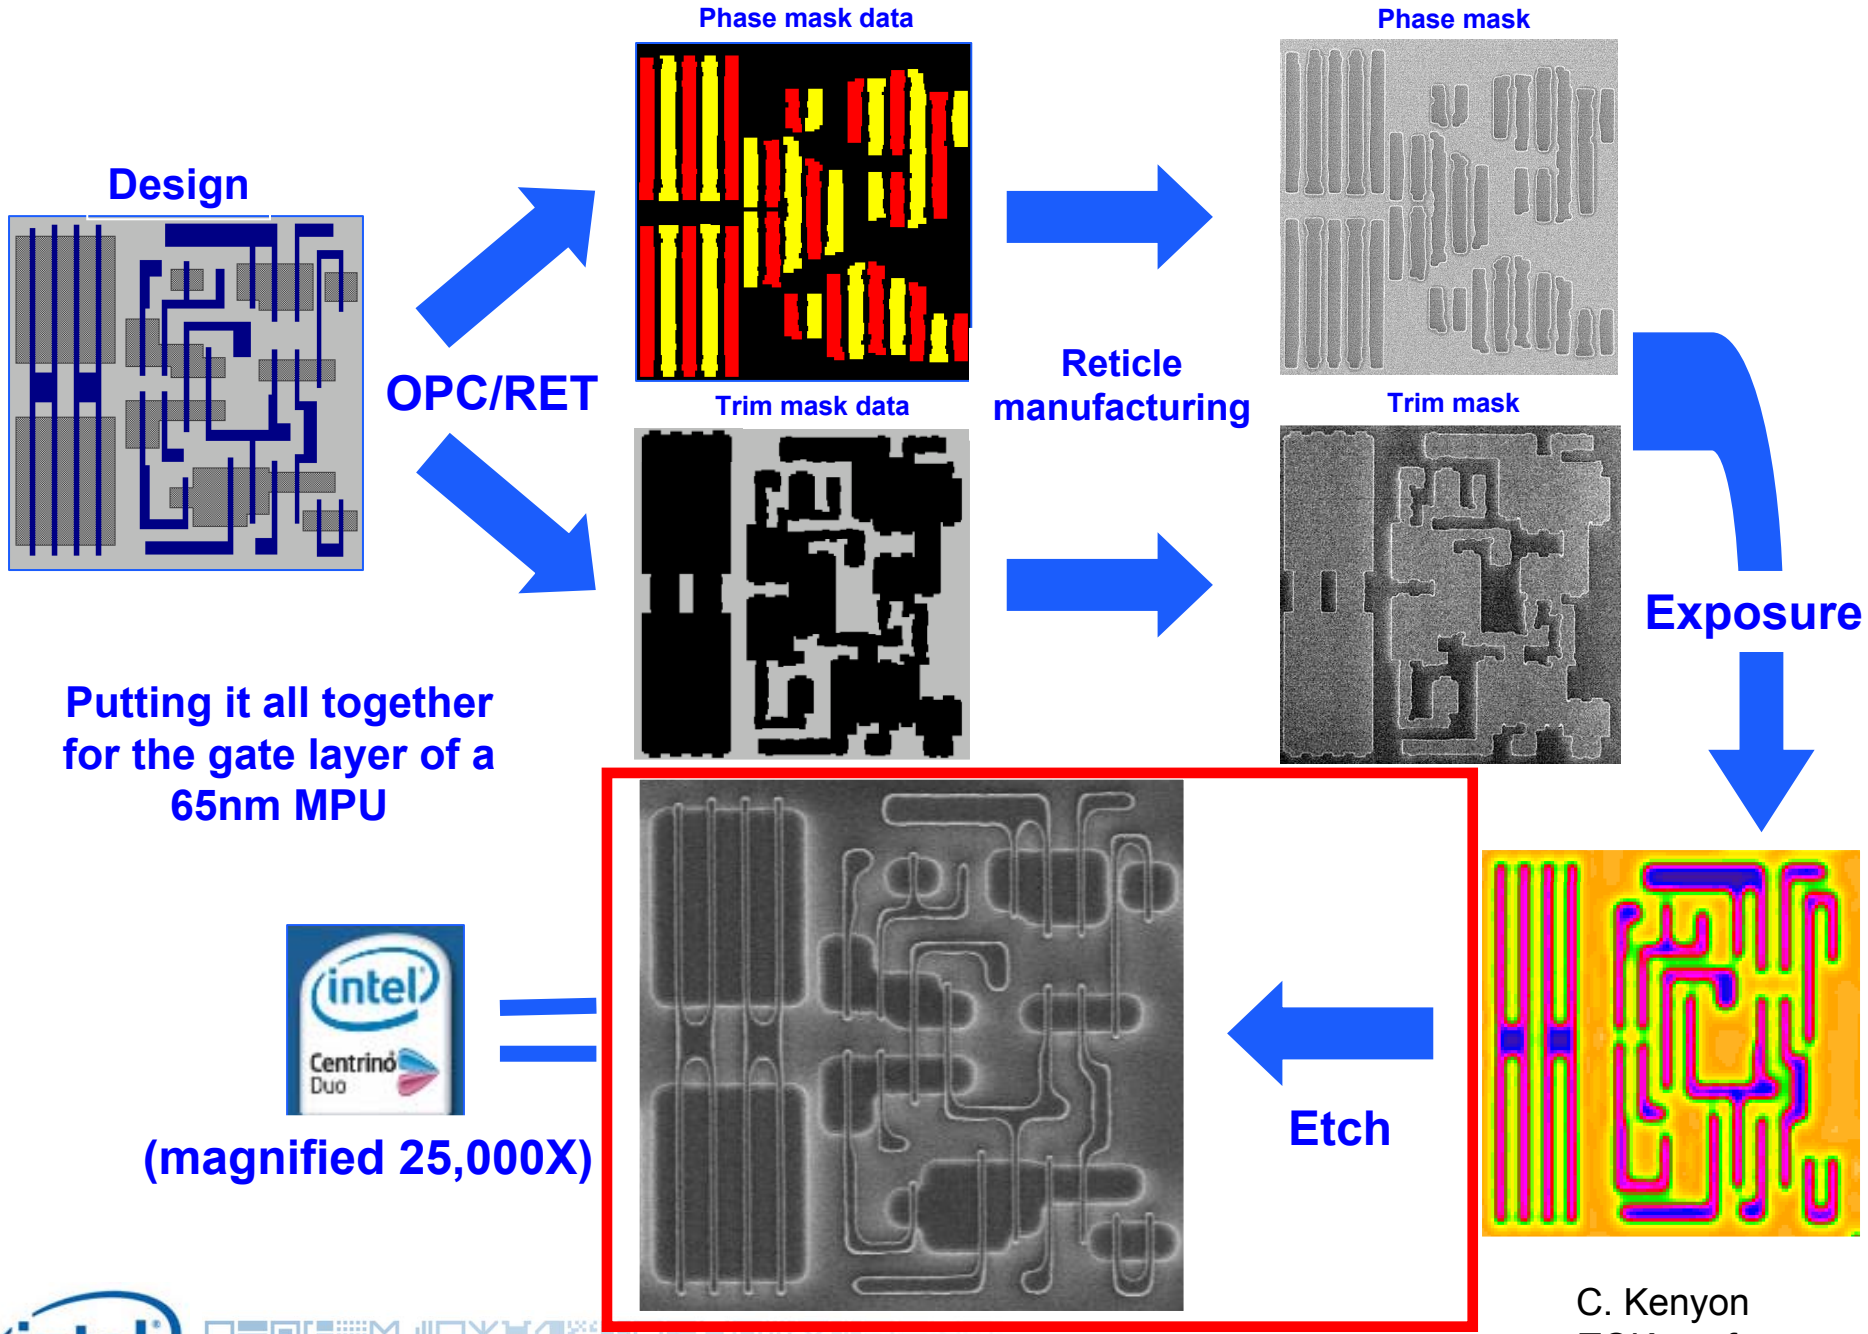 Phase mask data
Phase mask
Design
OPC/RET
Reticle
manufacturing
Trim mask data
Trim mask
Exposure
Putting it all together
for the gate layer of a
65nm MPU
intel
Centrino
Duo
(magnified 25,000X)
Etch
C. Kenyon